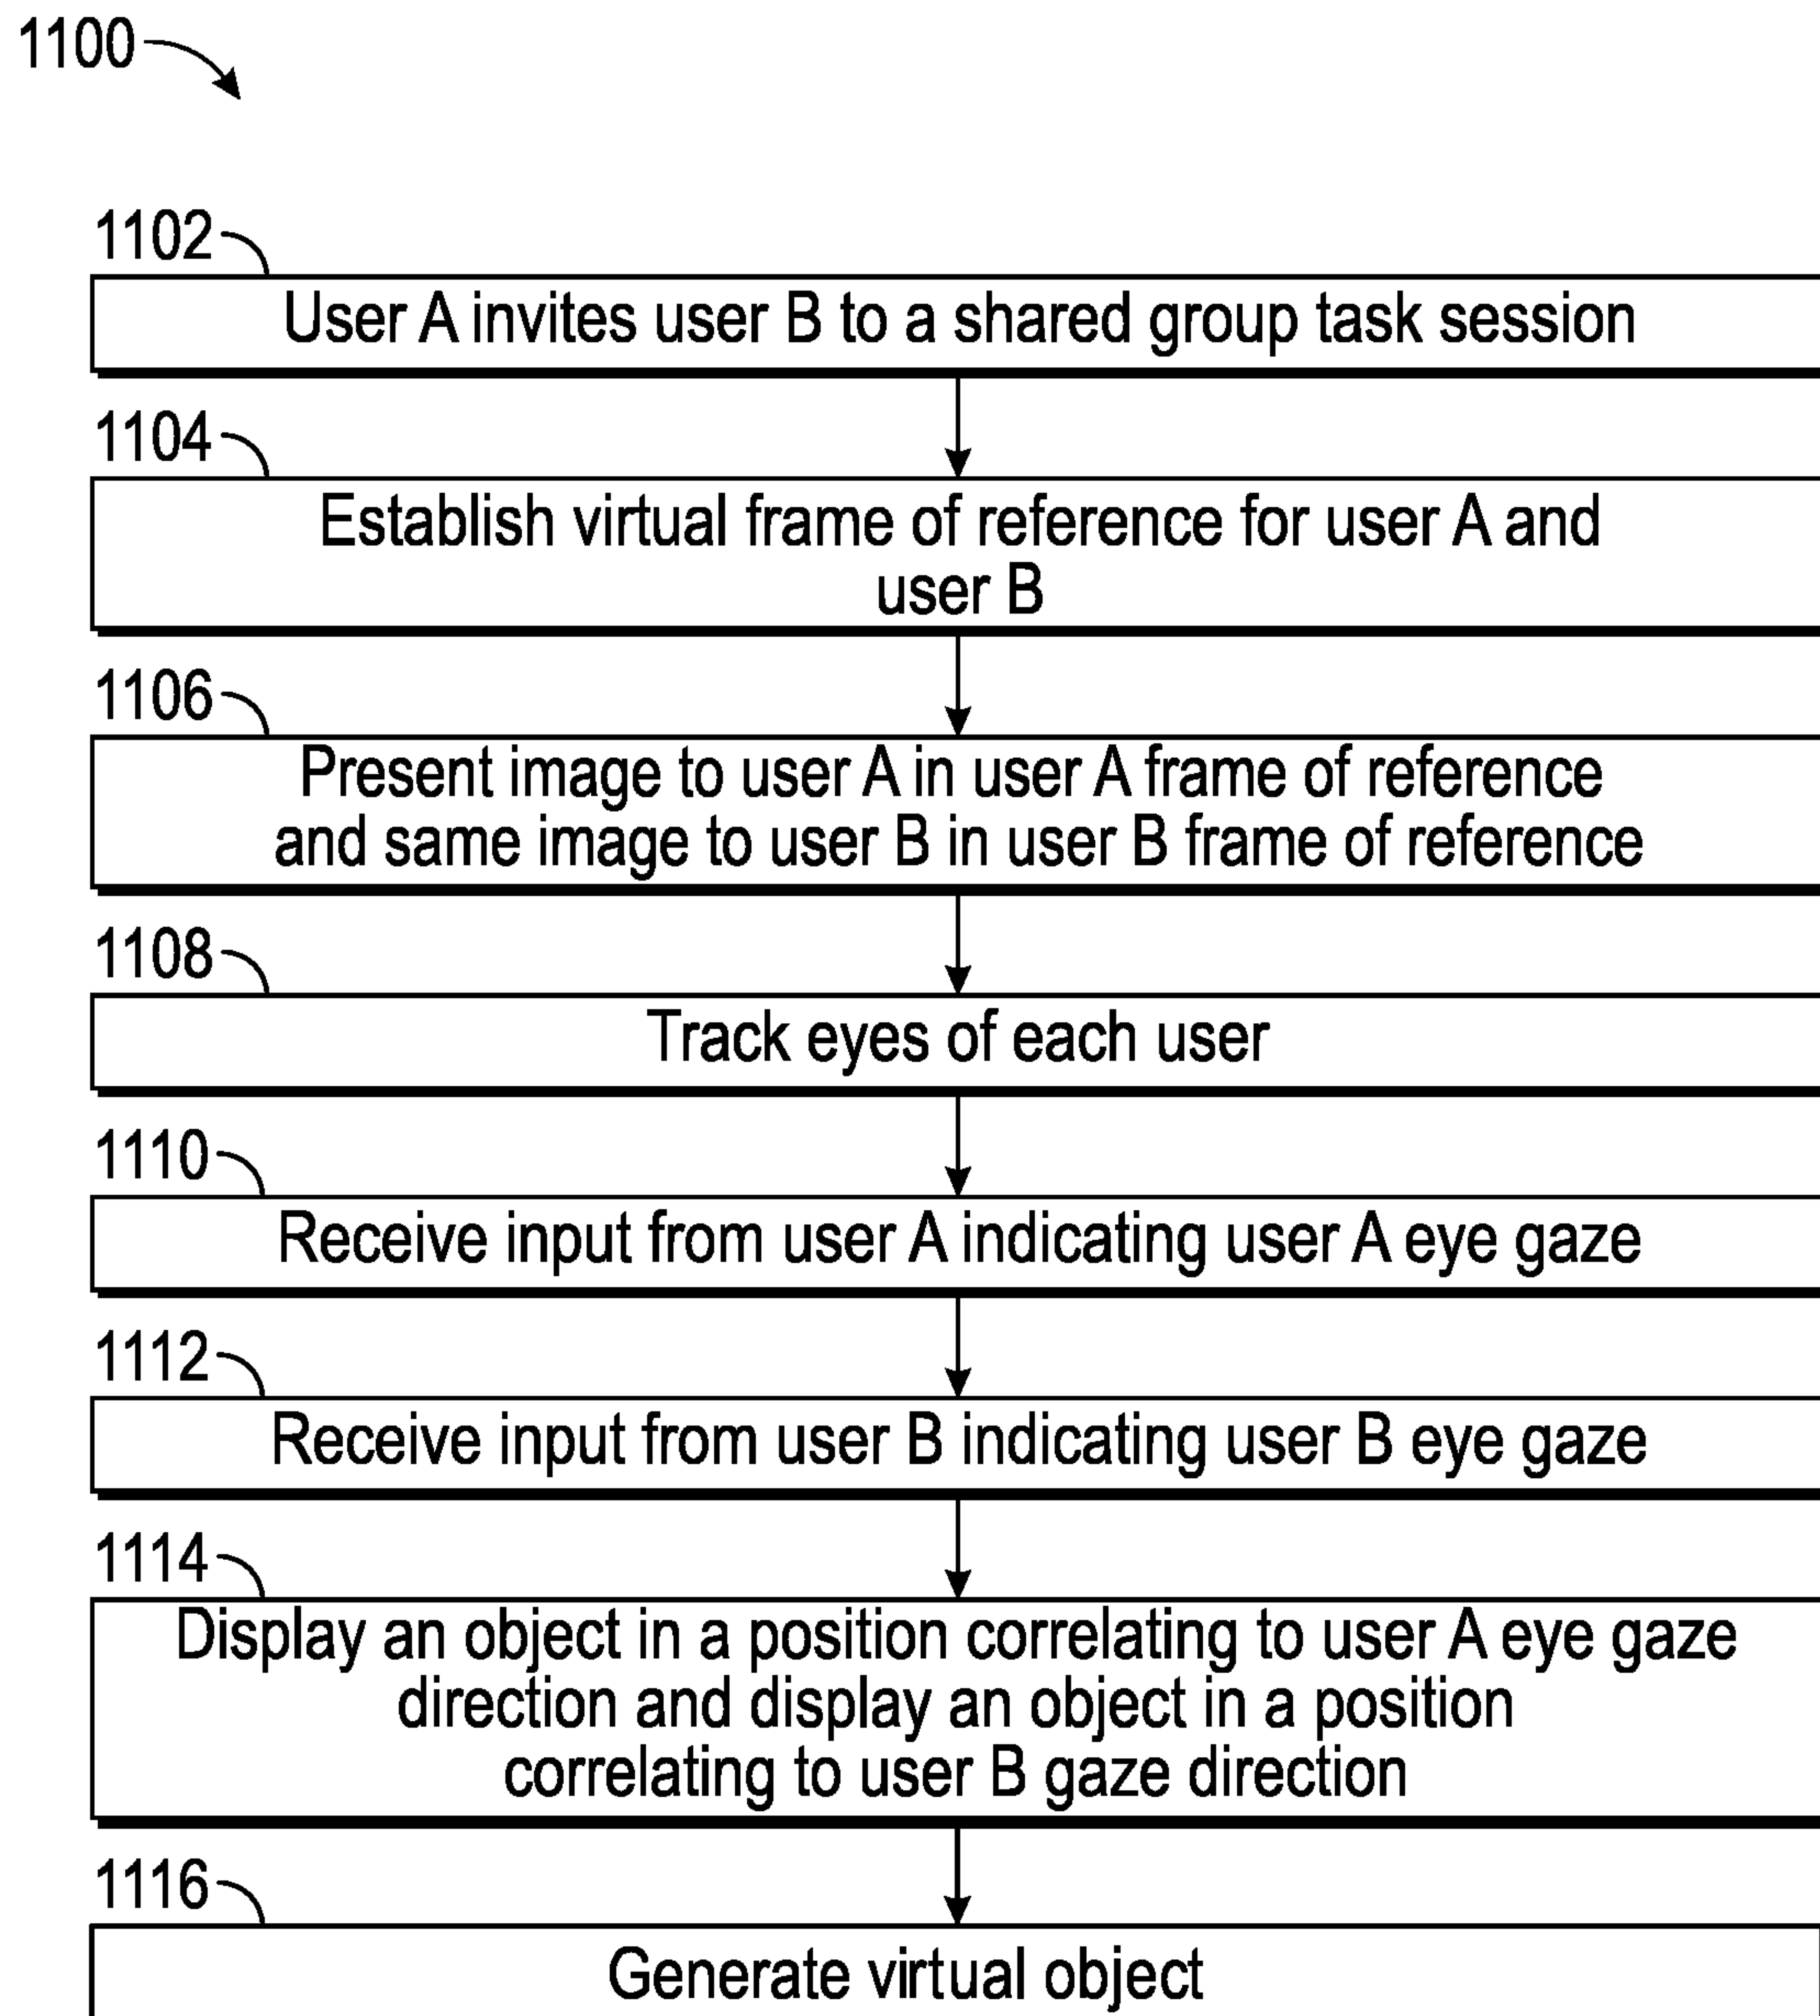 1100
1102
User A invites user B to a shared group task session
1104
Establish virtual frame of reference for user A and
user B
1106
Present image to user A in user A frame of reference
and same image to user B in user B frame of reference
1108
Track eyes of each user
1110
Receive input from user A indicating user A eye gaze
1112
Receive input from user B indicating user B eye gaze
1114
Display an object in a position correlating to user A eye gaze
direction and display an object in a position
correlating to user B gaze direction
1116
Generate virtual object